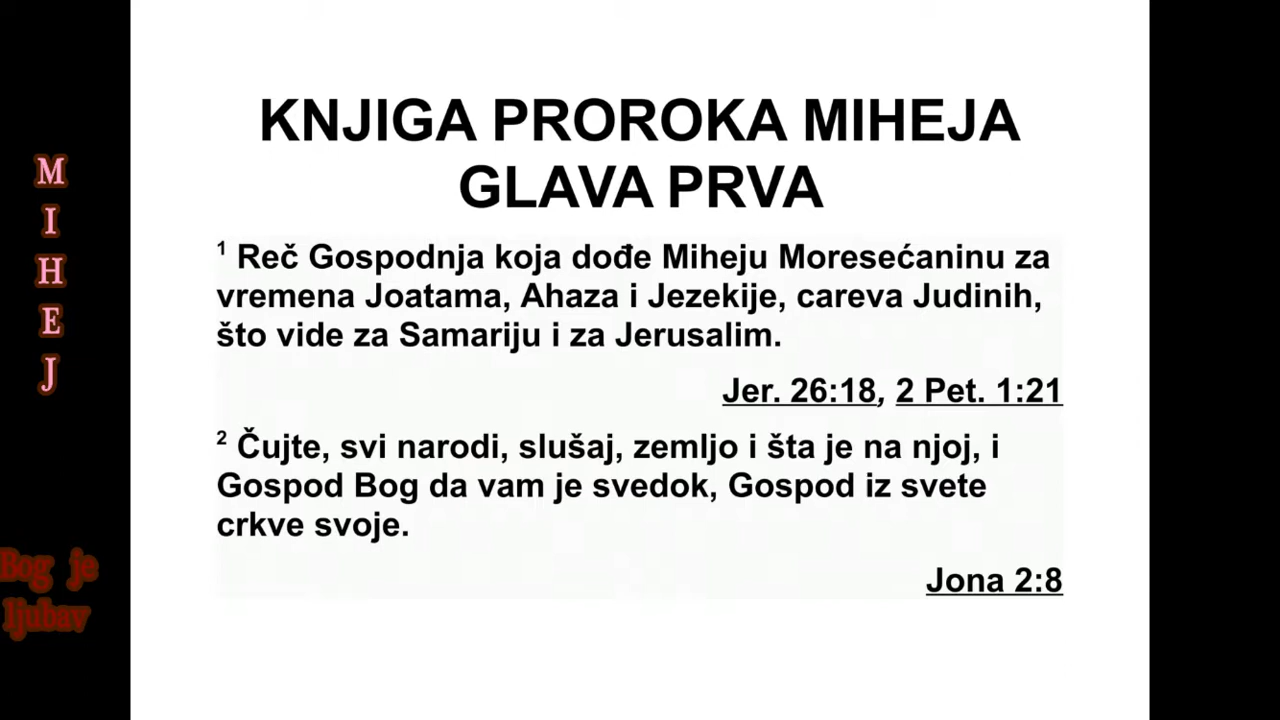 KNJIGA PROROKA MIHEJA
GLAVA PRVA
1 Reč Gospodnja koja dođe Miheju Moresećaninu za
vremena Joatama, Ahaza i Jezekije, careva Judinih,
što vide za Samariju i za Jerusalim.
Jer. 26:18, 2 Pet. 1:21
2 Čujte, svi narodi, slušaj, zemljo i šta je na njoj, i
Gospod Bog da vam je svedok, Gospod iz svete
crkve svoje.
Jona 2:8
M
I
H
E
J
Bog je
ljubav